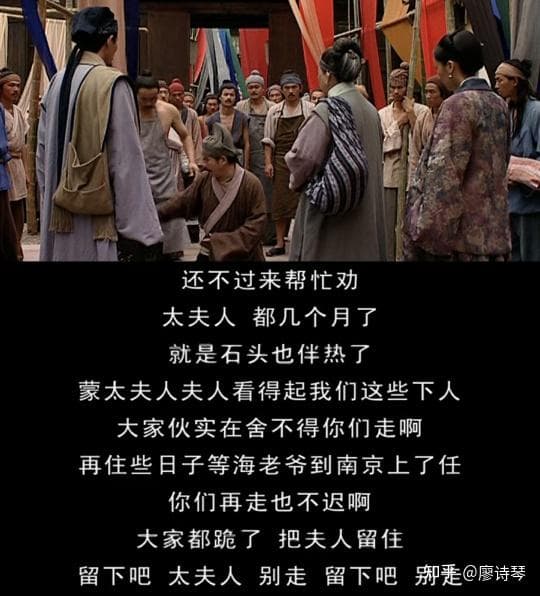 还不过来帮忙劝
太夫人 都几个月了
就是石头也伴热了
蒙太夫人夫人看得起我们这些下人
大家伙实在舍不得你们走啊
再住些日子等海老爷到南京上了任
你们再走也不迟啊
大家都跪了 把夫人留住
留下吧 太夫人 别走 留下吧 别走
知乎 @廖诗琴